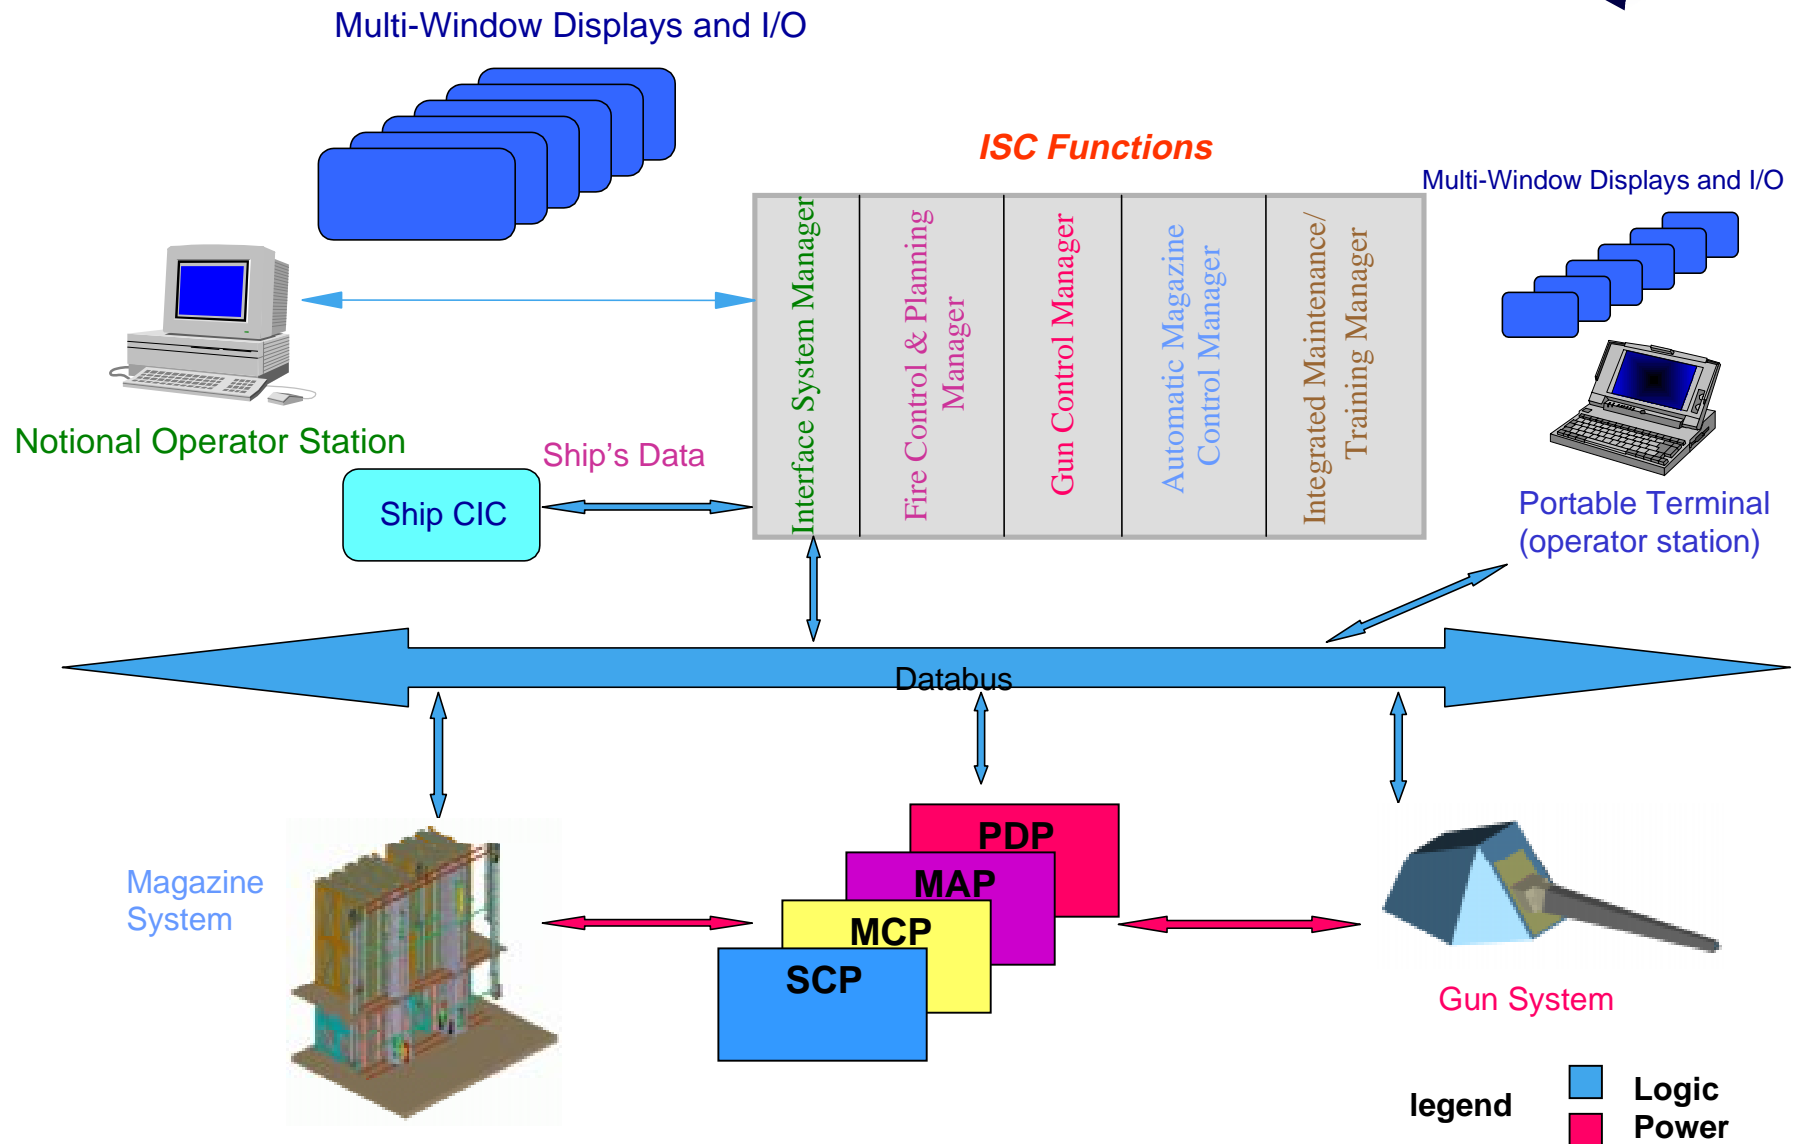 Multi-Window Displays and I/O
ISC Functions
Multi-Window Displays and I/O
Interface System Manager
Fire Control & Planning
Manager
Gun Control Manager
Automatic Magazine
Control Manager
Integrated Maintenance/
Training Manager
Notional Operator Station
Ship's Data
Ship CIC
Portable Terminal
(operator station)
Databus
PDP
MAP
MCP
SCP
Magazine
System
Gun System
legend
Logic
Power